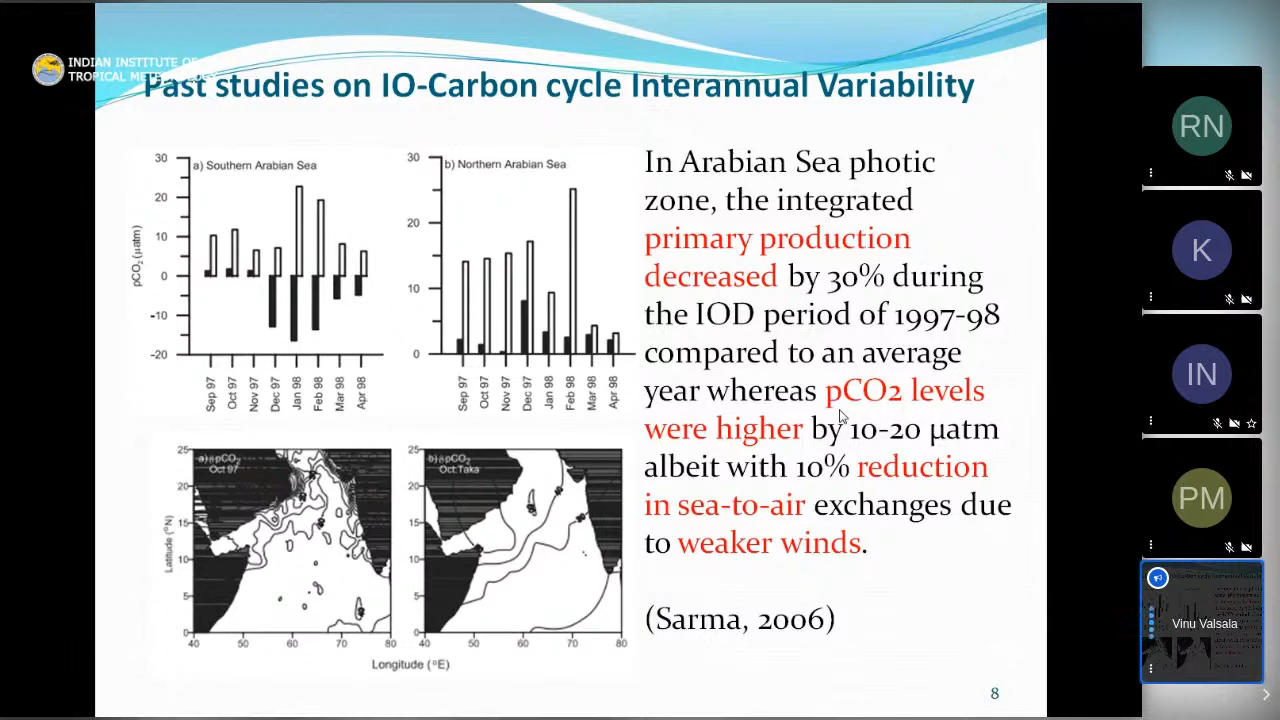 INDIAN INSTITUTE OF
TROPICAL METEOROLOGY
Past studies on IO-Carbon cycle Interannual Variability
a) Southern Arabian Sea
30
20
10
0
-10
-20
pCO2 (µatm)
Sep 97
Oct 97
Nov 97
Dec 97
Jan 98
Feb 98
Mar 98
Apr 98
b) Northern Arabian Sea
30
20
10
0
Sep 97
Oct 97
Nov 97
Dec 97
Jan 98
Feb 98
Mar 98
Apr 98
25
20
15
10
5
0
Latitude (°N)
Oct 97
40
50
60
70
80
25
20
15
10
5
0
Oct:Taka
40
50
60
70
80
Longitude (°E)
In Arabian Sea photic
zone, the integrated
primary production
decreased by 30% during
the IOD period of 1997-98
compared to an average
year whereas pCO2 levels
were higher by 10-20 µatm
albeit with 10% reduction
in sea-to-air exchanges due
to weaker winds.
(Sarma, 2006)
8
RN
K
IN
PM
Vinu Valsala